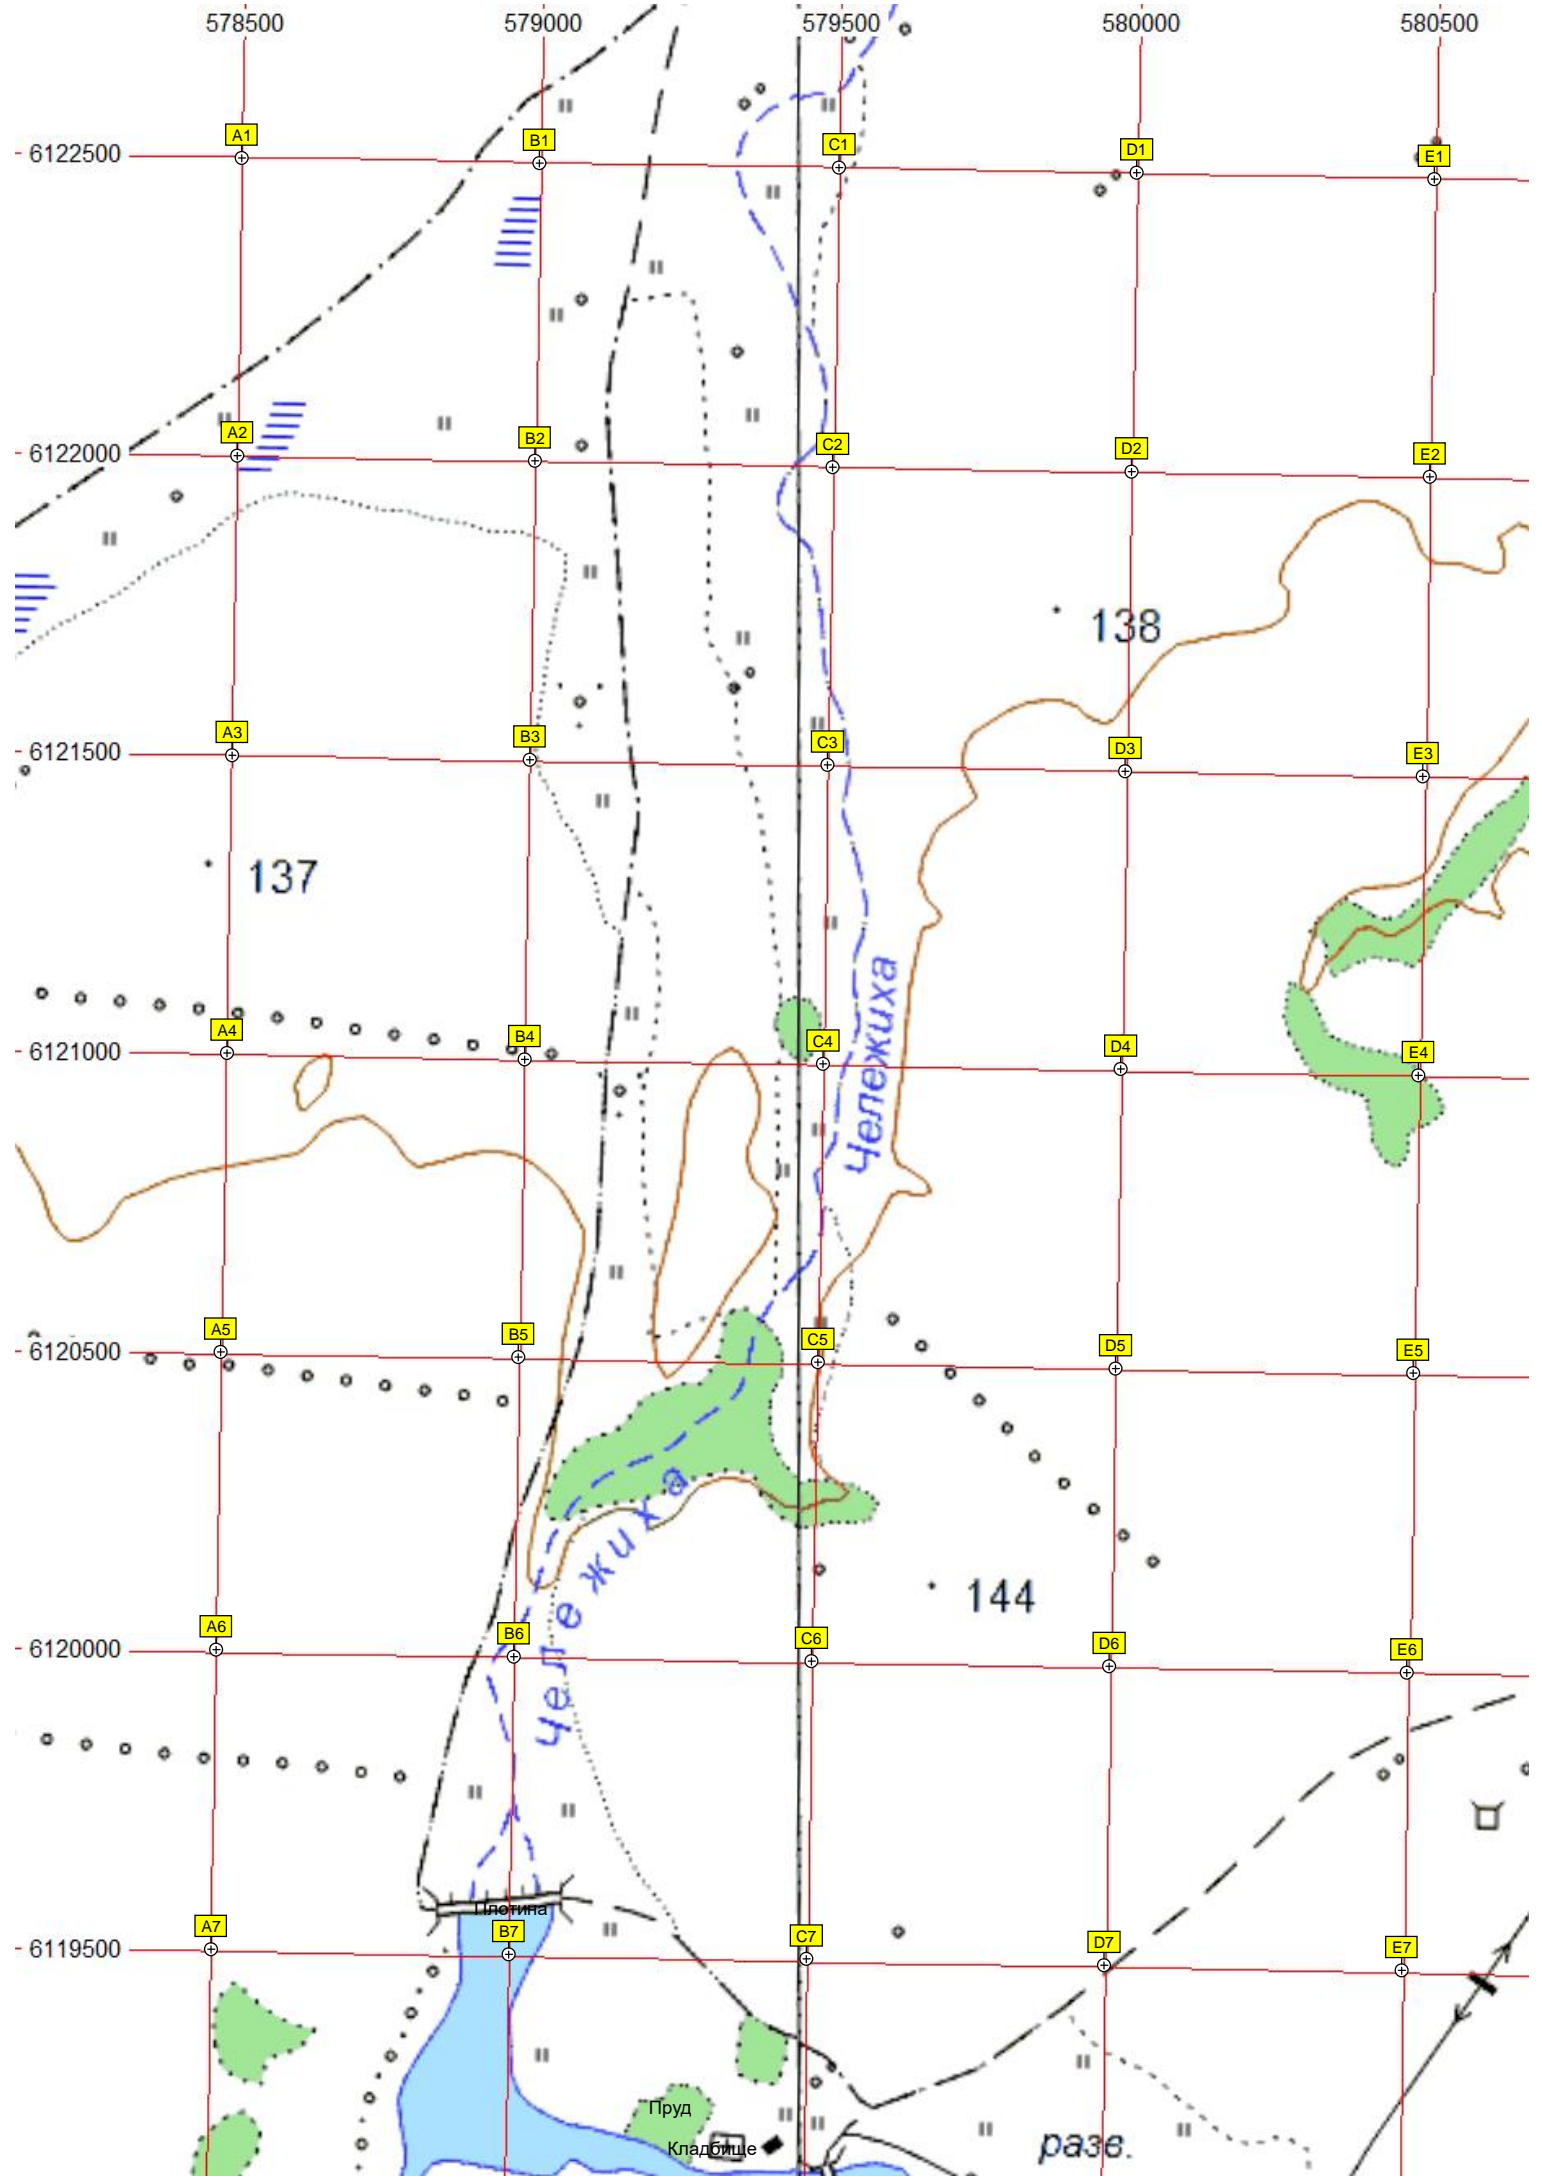 578500 579000 579500 580000 580500
6122500 A1 B1 C1 D1 E1
6122000 A2 B2 C2 D2 E2
138
6121500 A3 B3 C3 D3 E3
137
Чележиха
6121000 A4 B4 C4 D4 E4
6120500 A5 B5 C5 D5 E5
Чележиха
144
6120000 A6 B6 C6 D6 E6
Плотина
6119500 A7 B7 C7 D7 E7
Пруд
Кладбище
разв.